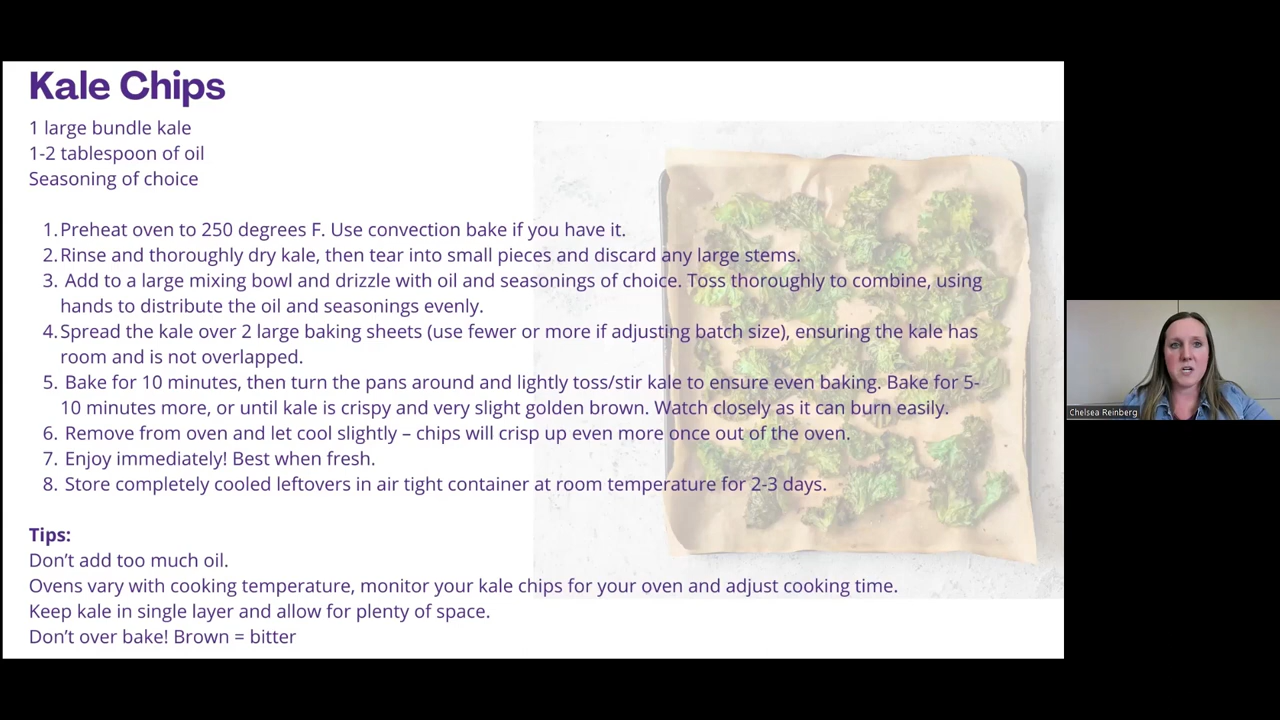 Kale Chips
1 large bundle kale
1-2 tablespoon of oil
Seasoning of choice
1. Preheat oven to 250 degrees F. Use convection bake if you have it.
2. Rinse and thoroughly dry kale, then tear into small pieces and discard any large stems.
3. Add to a large mixing bowl and drizzle with oil and seasonings of choice. Toss thoroughly to combine, using
hands to distribute the oil and seasonings evenly.
4. Spread the kale over 2 large baking sheets (use fewer or more if adjusting batch size), ensuring the kale has
room and is not overlapped.
5. Bake for 10 minutes, then turn the pans around and lightly toss/stir kale to ensure even baking. Bake for 5-
10 minutes more, or until kale is crispy and very slight golden brown. Watch closely as it can burn easily.
6. Remove from oven and let cool slightly – chips will crisp up even more once out of the oven.
7. Enjoy immediately! Best when fresh.
8. Store completely cooled leftovers in air tight container at room temperature for 2-3 days.
Tips:
Don’t add too much oil.
Ovens vary with cooking temperature, monitor your kale chips for your oven and adjust cooking time.
Keep kale in single layer and allow for plenty of space.
Don’t over bake! Brown = bitter
Chelsea Reinberg